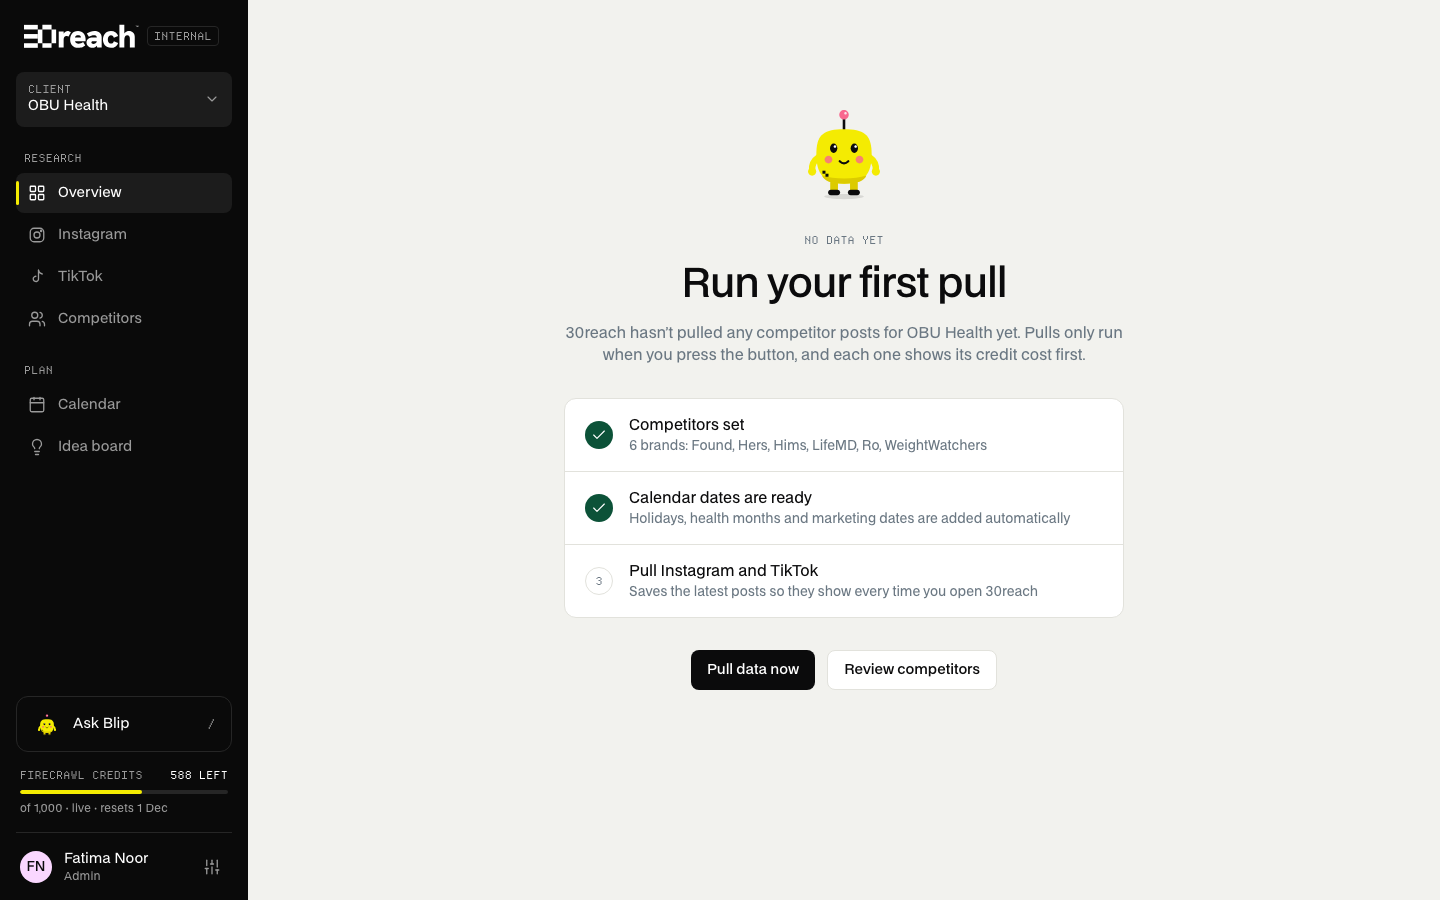 30reach
INTERNAL
CLIENT
OBU Health
RESEARCH
Overview
Instagram
TikTok
Competitors
PLAN
Calendar
Idea board
Ask Blip
/
FIRECRAWL CREDITS 588 LEFT
of 1,000 · live · resets 1 Dec
FN
Fatima Noor
Admin
NO DATA YET
Run your first pull
30reach hasn't pulled any competitor posts for OBU Health yet. Pulls only run
when you press the button, and each one shows its credit cost first.
Competitors set
6 brands: Found, Hers, Hims, LifeMD, Ro, WeightWatchers
Calendar dates are ready
Holidays, health months and marketing dates are added automatically
3
Pull Instagram and TikTok
Saves the latest posts so they show every time you open 30reach
Pull data now
Review competitors